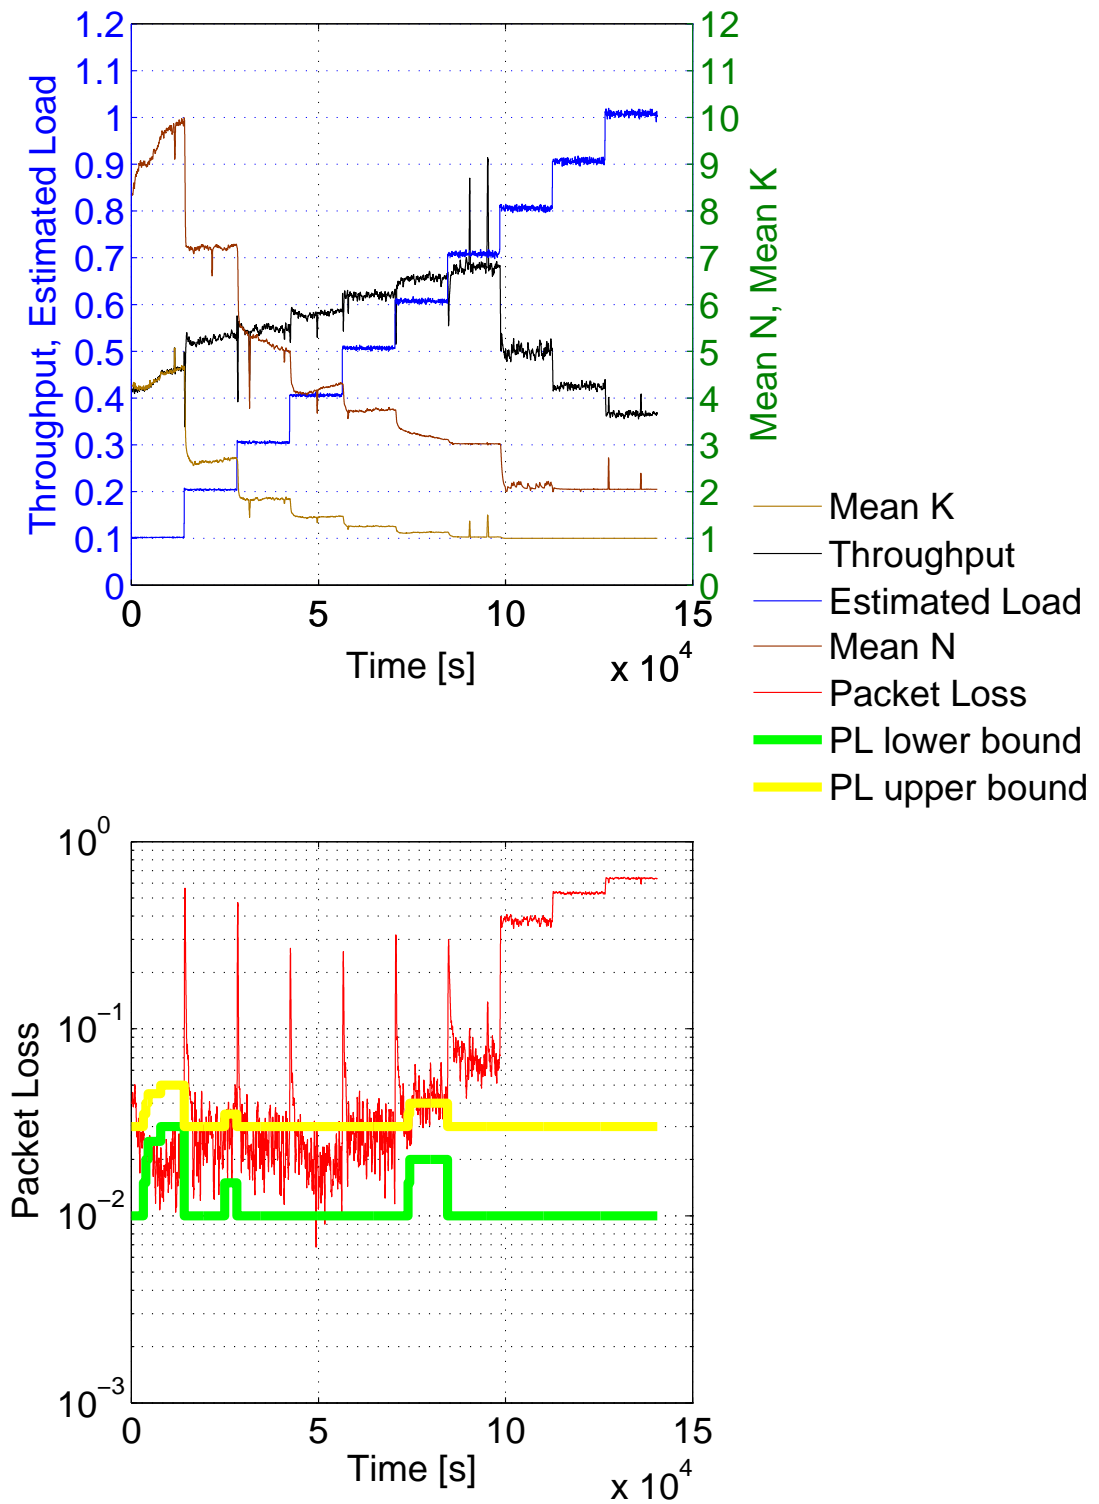 1.2
1.1
1
0.9
0.8
0.7
0.6
0.5
0.4
0.3
0.2
0.1
0
Throughput, Estimated Load
12
11
10
9
8
7
6
5
4
3
2
1
0
Mean N, Mean K
0 5 10 15
Time [s]
x 10^4
Mean K
Throughput
Estimated Load
Mean N
Packet Loss
PL lower bound
PL upper bound
10^0
10^−1
10^−2
10^−3
Packet Loss
0 5 10 15
Time [s]
x 10^4